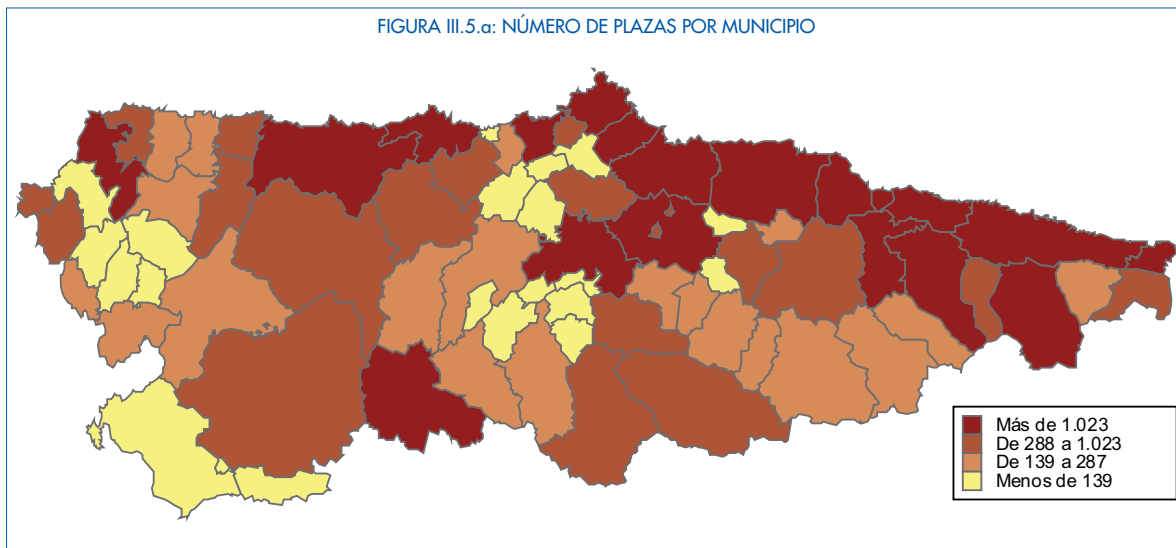 FIGURA III.5.a: NÚMERO DE PLAZAS POR MUNICIPIO
Más de 1.023
De 288 a 1.023
De 139 a 287
Menos de 139